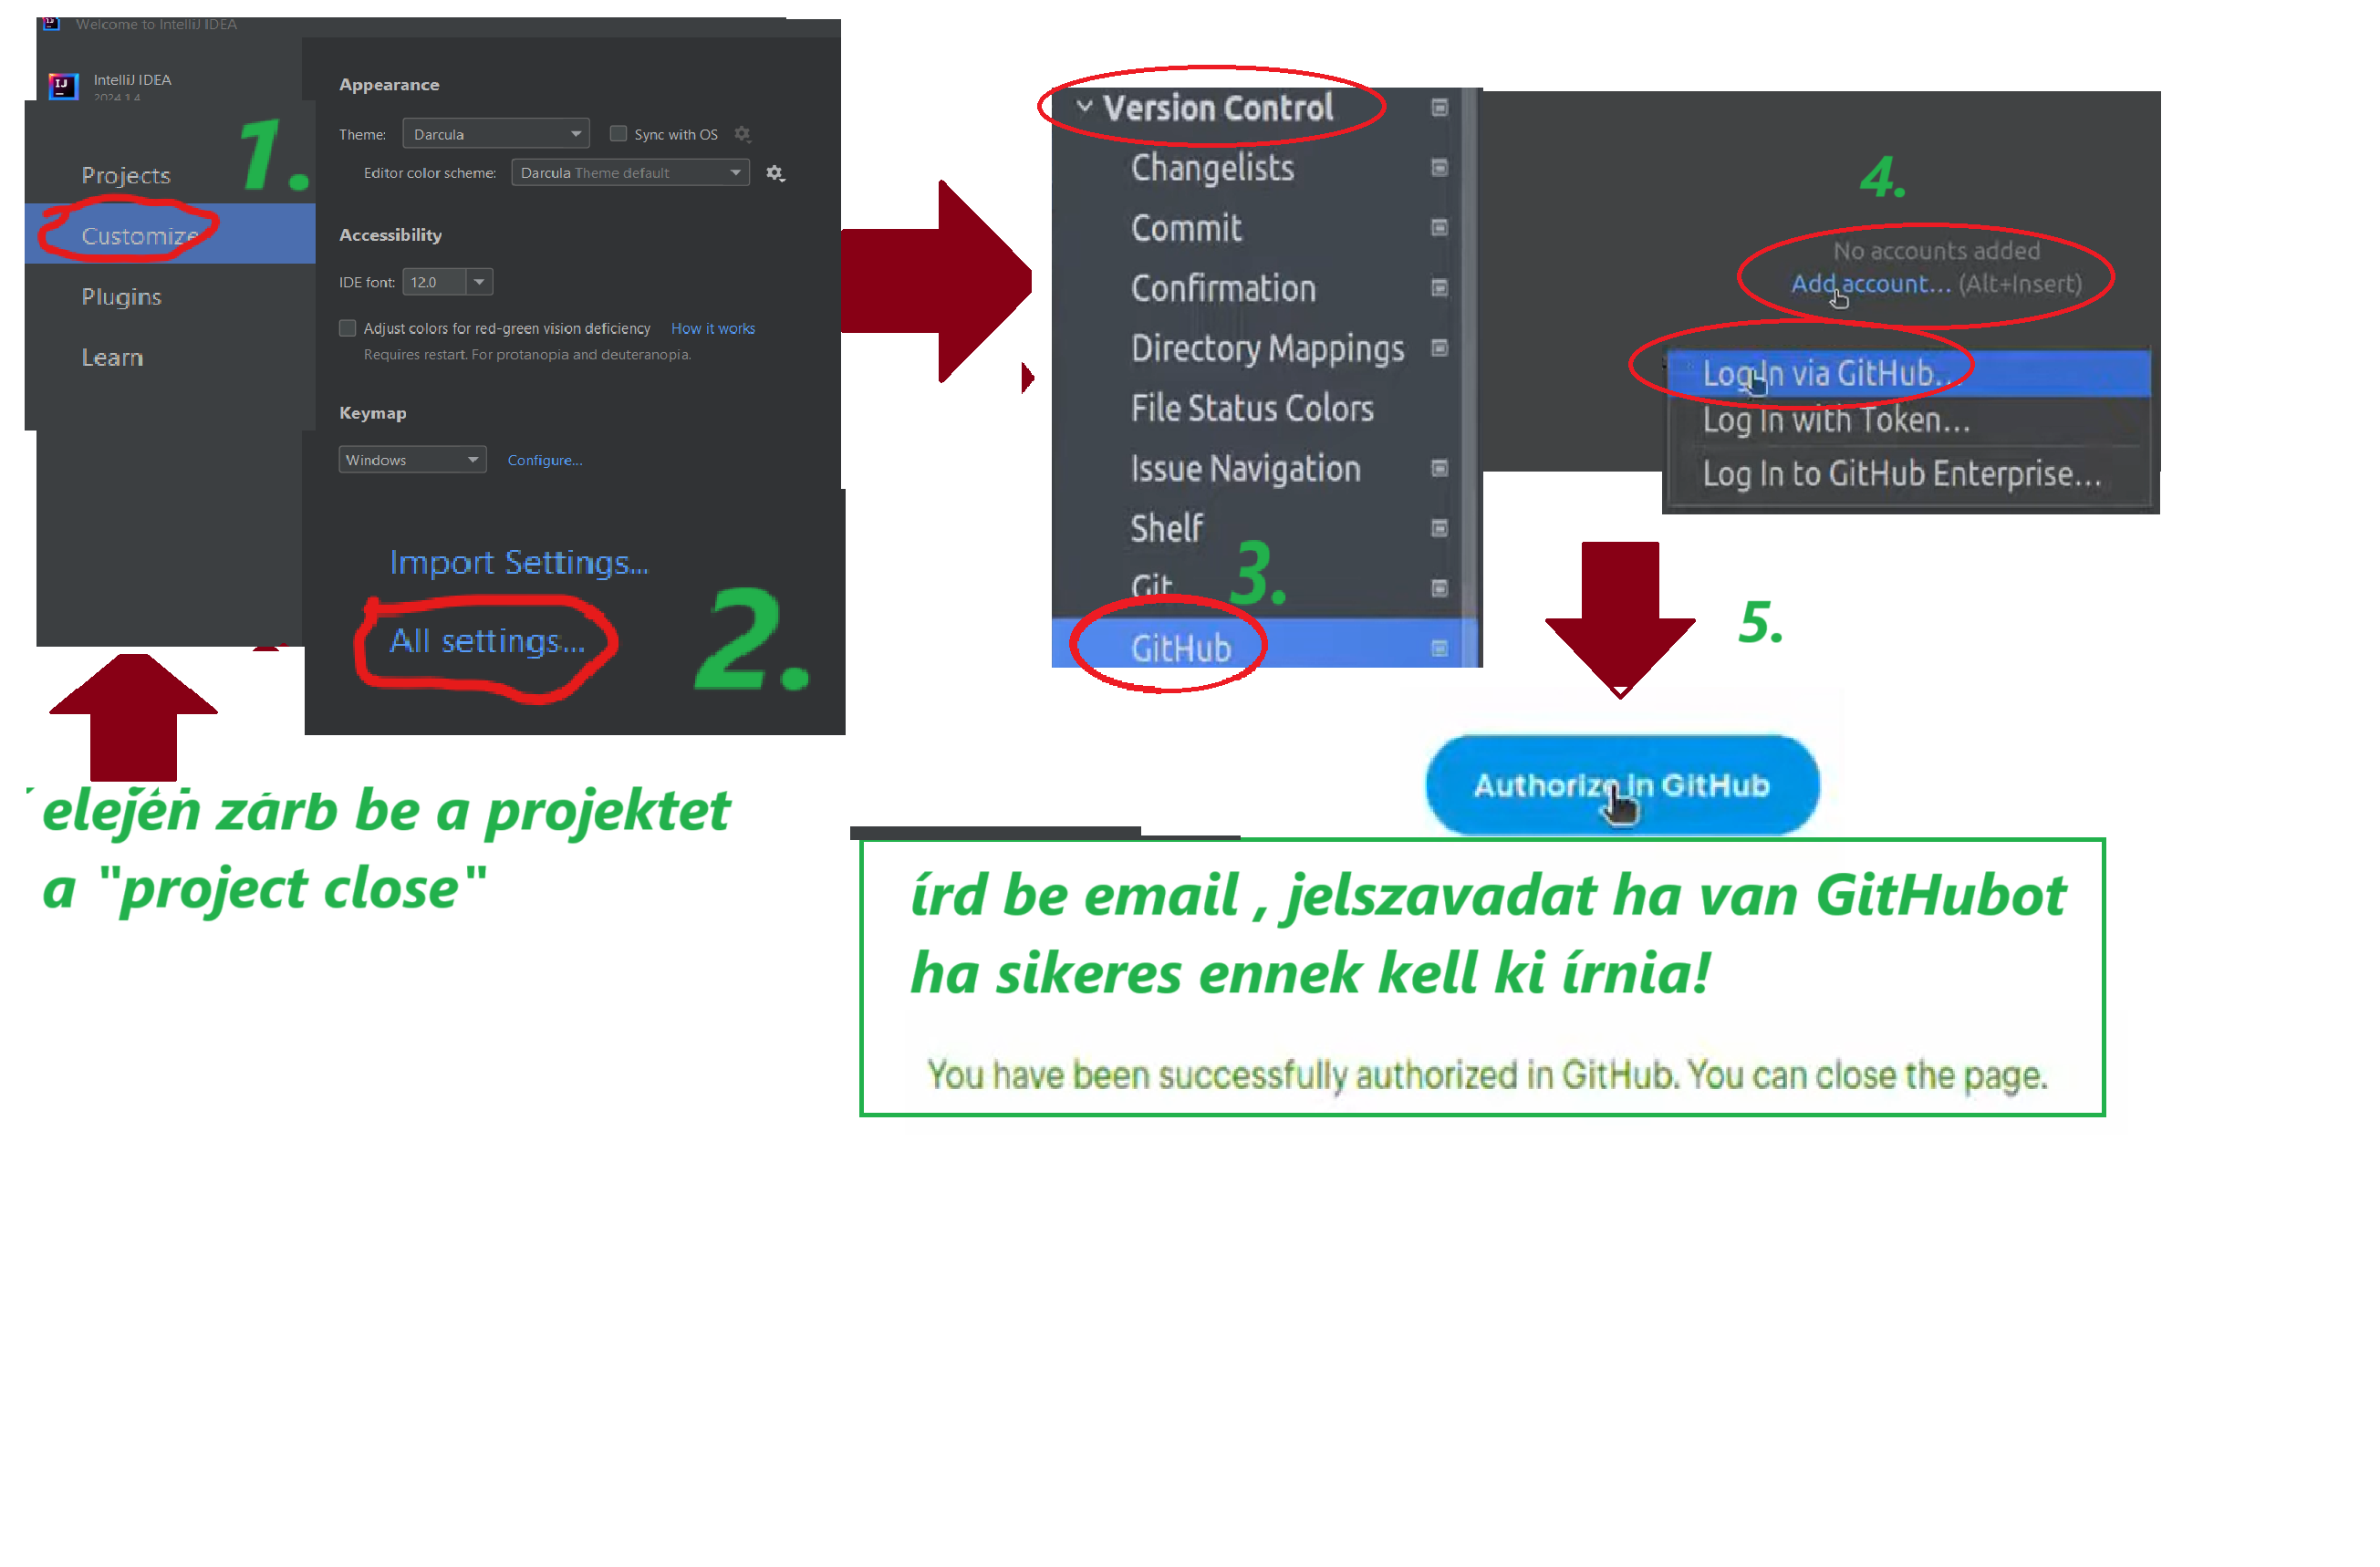 Welcome to IntelliJ IDEA
IntelliJ IDEA
2024.1.4
1.
Projects
Customize
Plugins
Learn
Appearance
Theme: Darcula Sync with OS
Editor color scheme: Darcula Theme default
Accessibility
IDE font: 12.0
Adjust colors for red-green vision deficiency How it works
Requires restart. For protanopia and deuteranopia.
Keymap
Windows Configure...
Import Settings...
All settings...
2.
elején zárb be a projektet
a "project close"
Version Control
Changelists
Commit
Confirmation
Directory Mappings
File Status Colors
Issue Navigation
Shelf
Git
3.
GitHub
4.
No accounts added
Add account... (Alt+Insert)
Log In via GitHub...
Log In with Token...
Log In to GitHub Enterprise...
5.
Authorize in GitHub
írd be email , jelszavadat ha van GitHubot
ha sikeres ennek kell ki írnia!
You have been successfully authorized in GitHub. You can close the page.